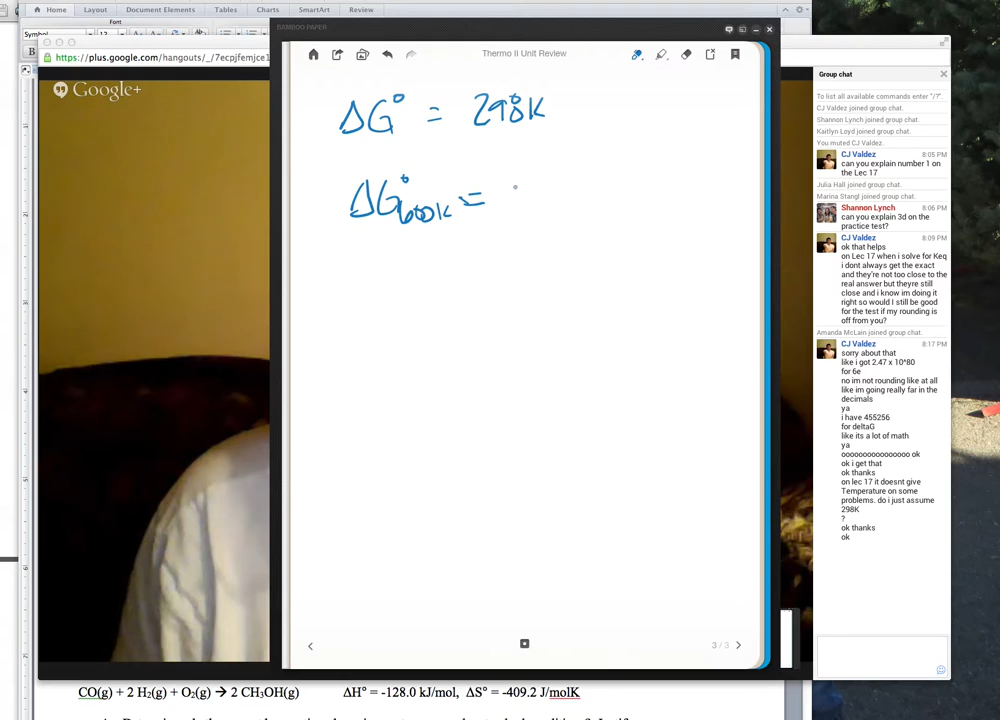 Home Layout Document Elements Tables Charts SmartArt Review
Font
Symbol 12
B
https://plus.google.com/hangouts/_/7ecpjfemjce1
Google+
BAMBOO PAPER
Thermo II Unit Review
ΔG° = 298K
ΔG°600K =
3 / 3
Group chat
To list all available commands enter "/?".
CJ Valdez joined group chat.
Shannon Lynch joined group chat.
Kaitlyn Loyd joined group chat.
You muted CJ Valdez.
CJ Valdez 8:05 PM
can you explain number 1 on
the Lec 17
Julia Hall joined group chat.
Marina Stangl joined group chat.
Shannon Lynch 8:06 PM
can you explain 3d on the
practice test?
CJ Valdez 8:09 PM
ok that helps
on Lec 17 when i solve for Keq
i dont always get the exact
and they're not too close to the
real answer but theyre still
close and i know im doing it
right so would I still be good
for the test if my rounding is
off from you?
Amanda McLain joined group chat.
CJ Valdez 8:17 PM
sorry about that
like i got 2.47 x 10^80
for 6e
no im not rounding like at all
like im going really far in the
decimals
ya
i have 455256
for deltaG
like its a lot of math
ya
oooooooooooooooo ok
ok i get that
ok thanks
on lec 17 it doesnt give
Temperature on some
problems. do i just assume
298K
?
ok thanks
ok
CO(g) + 2 H₂(g) + O₂(g) → 2 CH₃OH(g) ΔH° = -128.0 kJ/mol, ΔS° = -409.2 J/molK